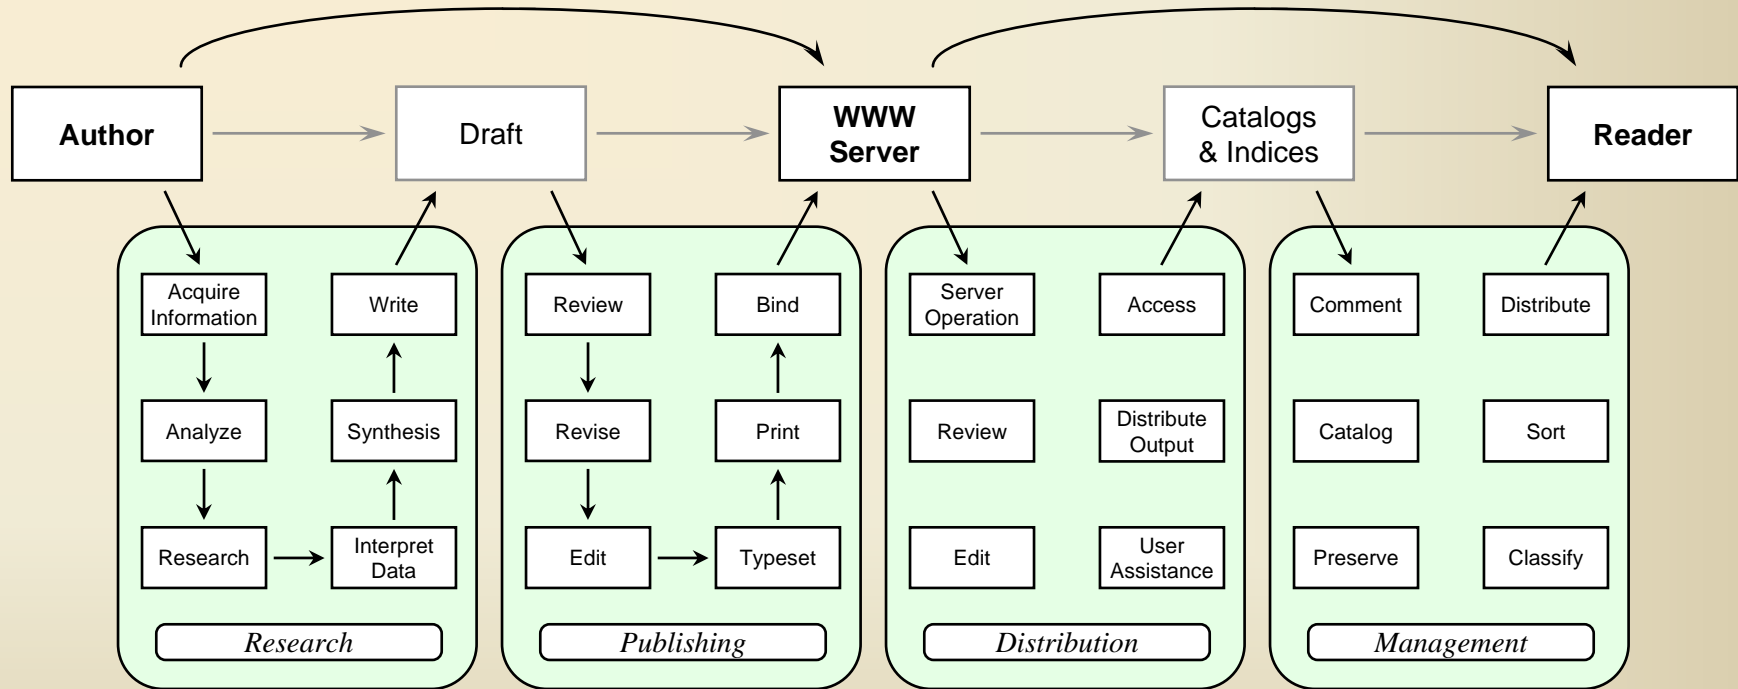 Author
Draft
WWW
Server
Catalogs
& Indices
Reader
Acquire
Information
Write
Analyze
Synthesis
Research
Interpret
Data
Research
Review
Bind
Revise
Print
Edit
Typeset
Publishing
Server
Operation
Access
Review
Distribute
Output
Edit
User
Assistance
Distribution
Comment
Distribute
Catalog
Sort
Preserve
Classify
Management